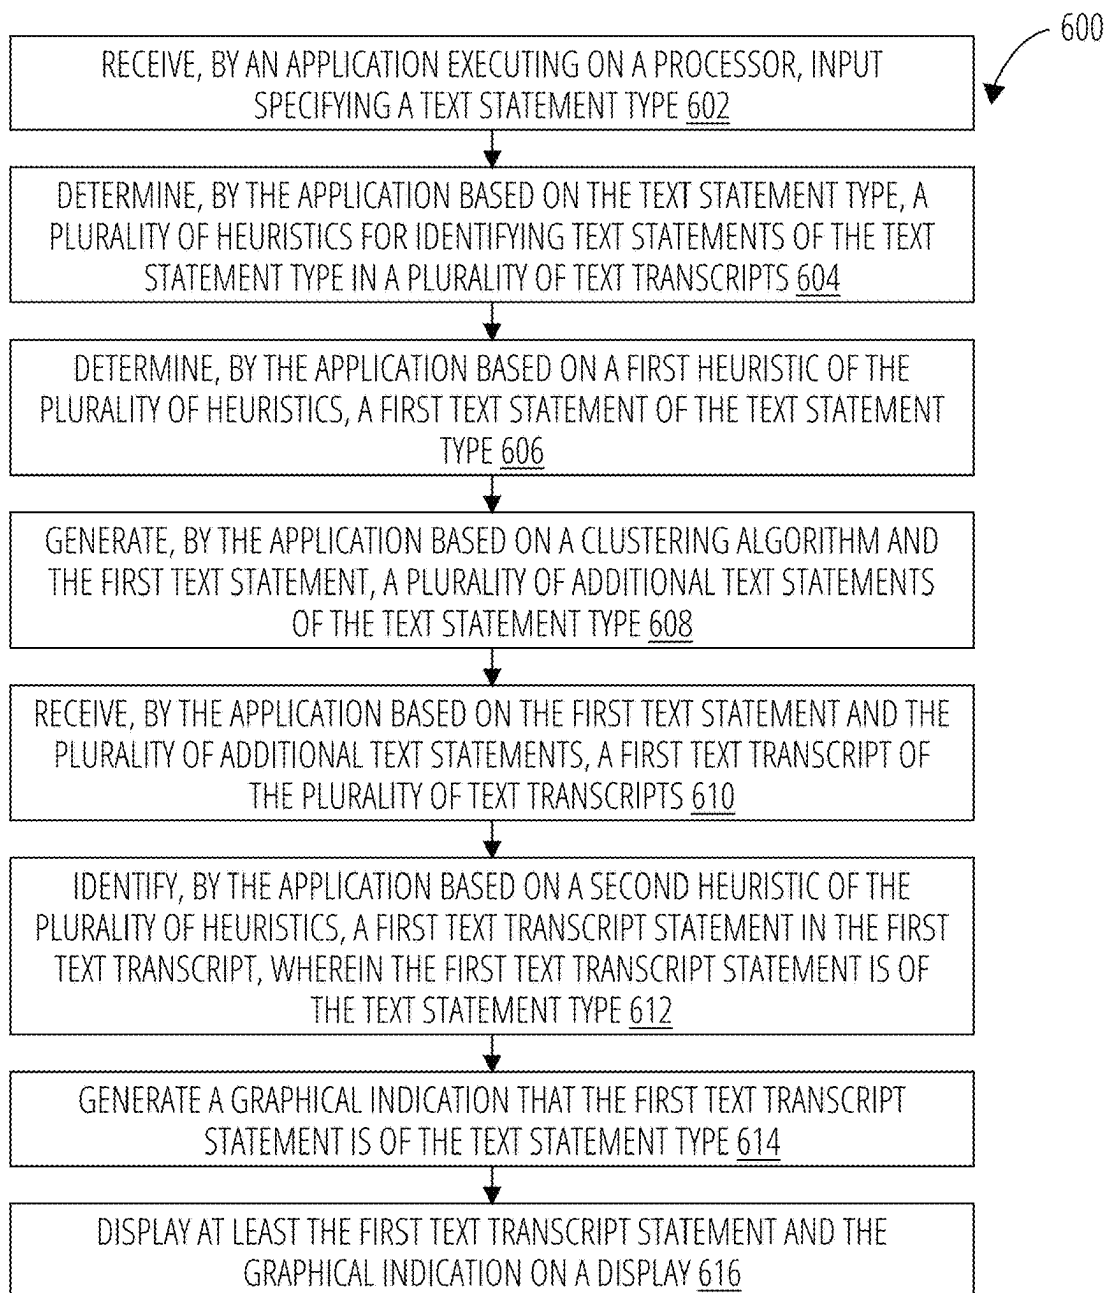 600
RECEIVE, BY AN APPLICATION EXECUTING ON A PROCESSOR, INPUT
SPECIFYING A TEXT STATEMENT TYPE 602
DETERMINE, BY THE APPLICATION BASED ON THE TEXT STATEMENT TYPE, A
PLURALITY OF HEURISTICS FOR IDENTIFYING TEXT STATEMENTS OF THE TEXT
STATEMENT TYPE IN A PLURALITY OF TEXT TRANSCRIPTS 604
DETERMINE, BY THE APPLICATION BASED ON A FIRST HEURISTIC OF THE
PLURALITY OF HEURISTICS, A FIRST TEXT STATEMENT OF THE TEXT STATEMENT
TYPE 606
GENERATE, BY THE APPLICATION BASED ON A CLUSTERING ALGORITHM AND
THE FIRST TEXT STATEMENT, A PLURALITY OF ADDITIONAL TEXT STATEMENTS
OF THE TEXT STATEMENT TYPE 608
RECEIVE, BY THE APPLICATION BASED ON THE FIRST TEXT STATEMENT AND THE
PLURALITY OF ADDITIONAL TEXT STATEMENTS, A FIRST TEXT TRANSCRIPT OF
THE PLURALITY OF TEXT TRANSCRIPTS 610
IDENTIFY, BY THE APPLICATION BASED ON A SECOND HEURISTIC OF THE
PLURALITY OF HEURISTICS, A FIRST TEXT TRANSCRIPT STATEMENT IN THE FIRST
TEXT TRANSCRIPT, WHEREIN THE FIRST TEXT TRANSCRIPT STATEMENT IS OF
THE TEXT STATEMENT TYPE 612
GENERATE A GRAPHICAL INDICATION THAT THE FIRST TEXT TRANSCRIPT
STATEMENT IS OF THE TEXT STATEMENT TYPE 614
DISPLAY AT LEAST THE FIRST TEXT TRANSCRIPT STATEMENT AND THE
GRAPHICAL INDICATION ON A DISPLAY 616